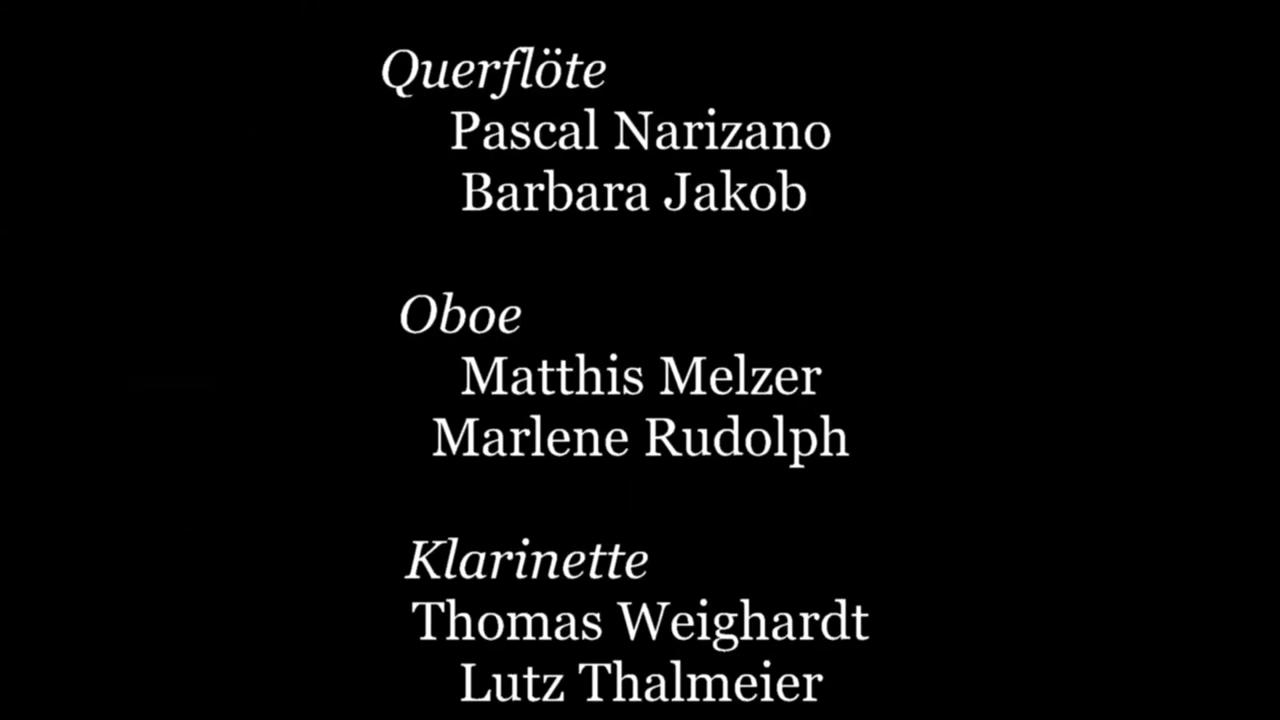 Querflöte
Pascal Narizano
Barbara Jakob
Oboe
Matthis Melzer
Marlene Rudolph
Klarinette
Thomas Weighardt
Lutz Thalmeier